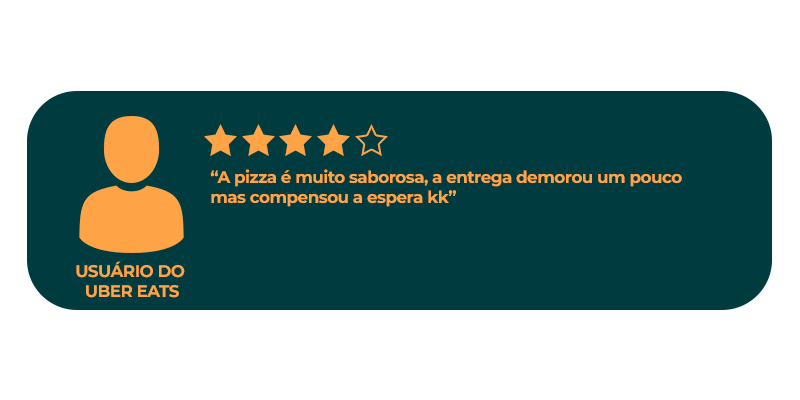 “A pizza é muito saborosa, a entrega demorou um pouco
mas compensou a espera kk”
USUÁRIO DO
UBER EATS